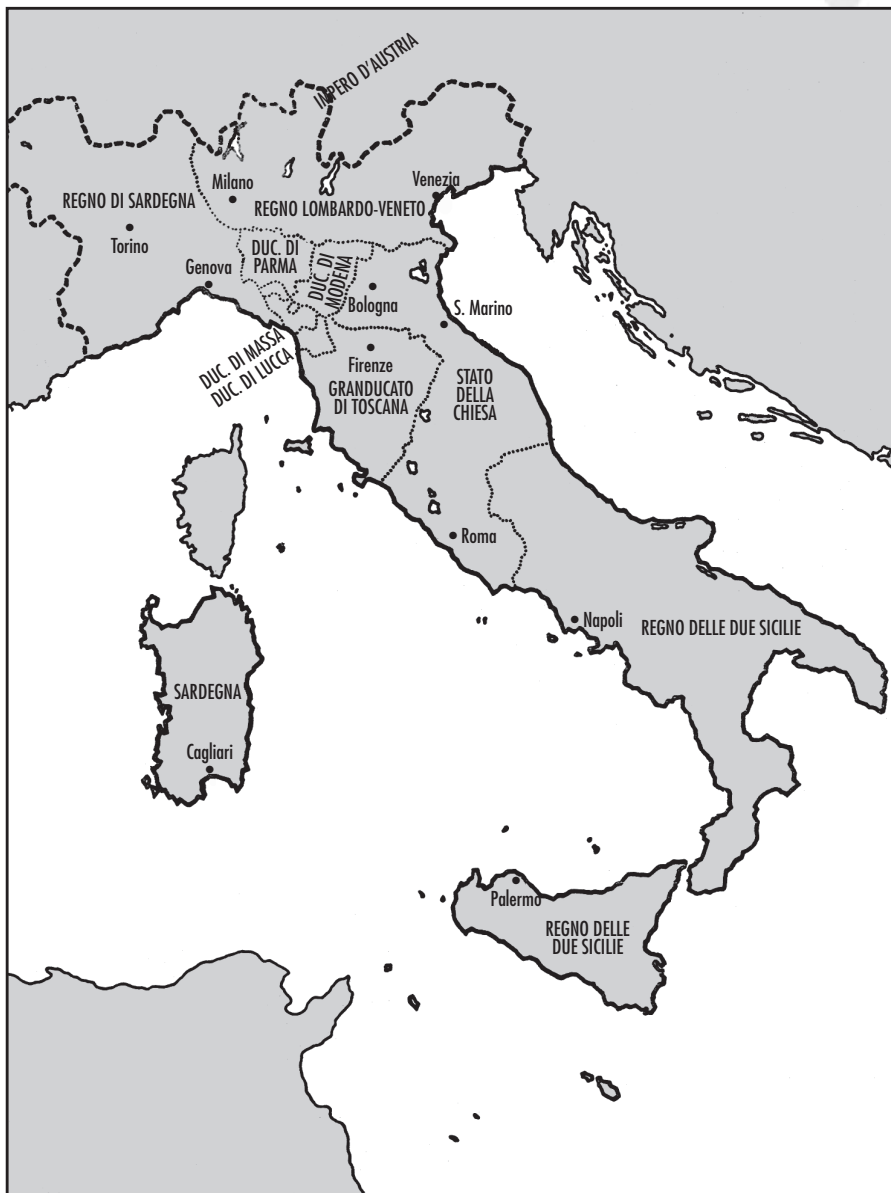 IMPERO D'AUSTRIA
Milano
Venezia
REGNO DI SARDEGNA
REGNO LOMBARDO-VENETO
Torino
DUC. DI
PARMA
DUC. DI
MODENA
Genova
Bologna
S. Marino
DUC. DI MASSA
DUC. DI LUCCA
Firenze
GRANDUCATO
DI TOSCANA
STATO
DELLA
CHIESA
Roma
Napoli
REGNO DELLE DUE SICILIE
SARDEGNA
Cagliari
Palermo
REGNO DELLE
DUE SICILIE